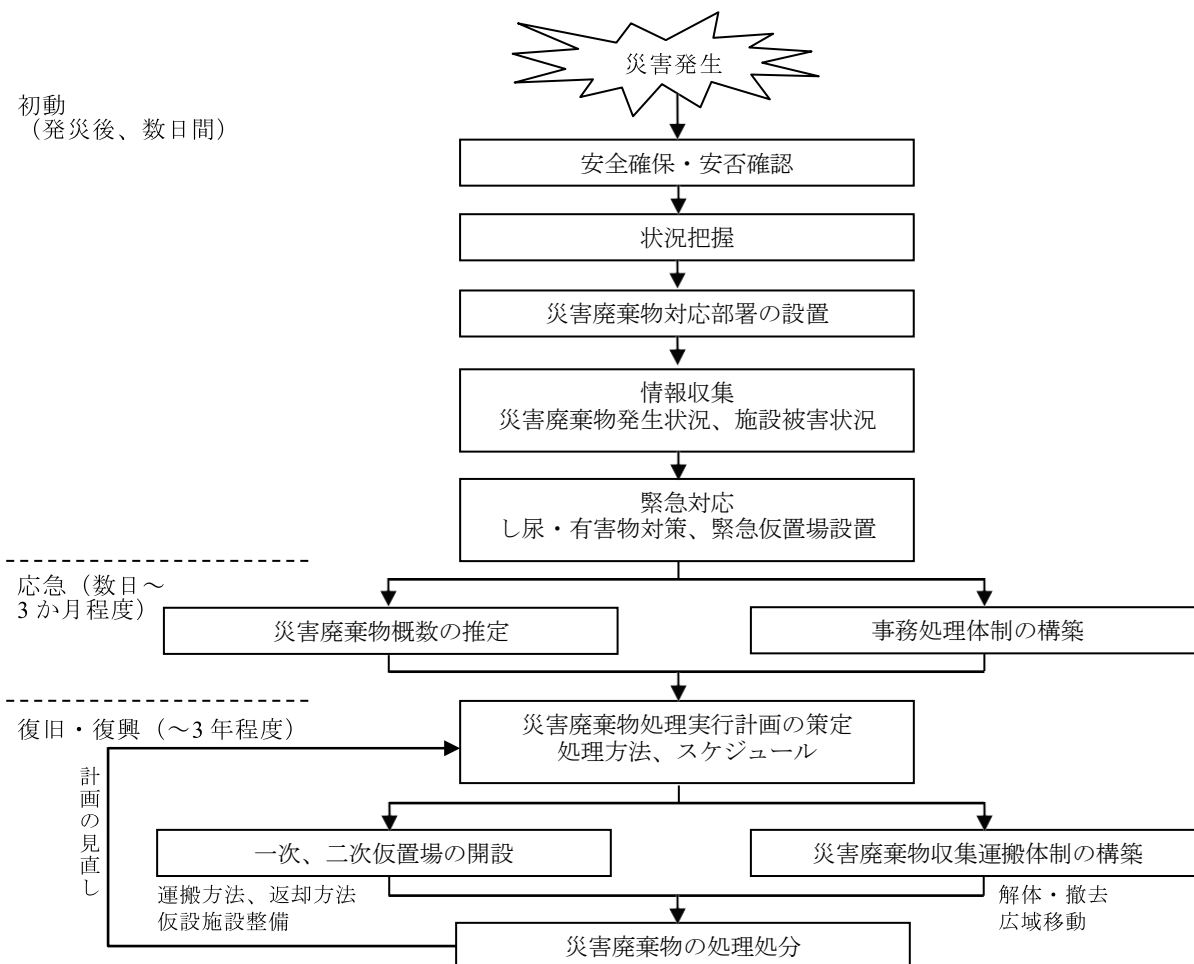 災害発生
初動
（発災後、数日間）
安全確保・安否確認
状況把握
災害廃棄物対応部署の設置
情報収集
災害廃棄物発生状況、施設被害状況
緊急対応
し尿・有害物対策、緊急仮置場設置
応急（数日～
3か月程度）
災害廃棄物概数の推定
事務処理体制の構築
復旧・復興（～3年程度）
災害廃棄物処理実行計画の策定
処理方法、スケジュール
計画の見直し
一次、二次仮置場の開設
災害廃棄物収集運搬体制の構築
運搬方法、返却方法
仮設施設整備
解体・撤去
広域移動
災害廃棄物の処理処分